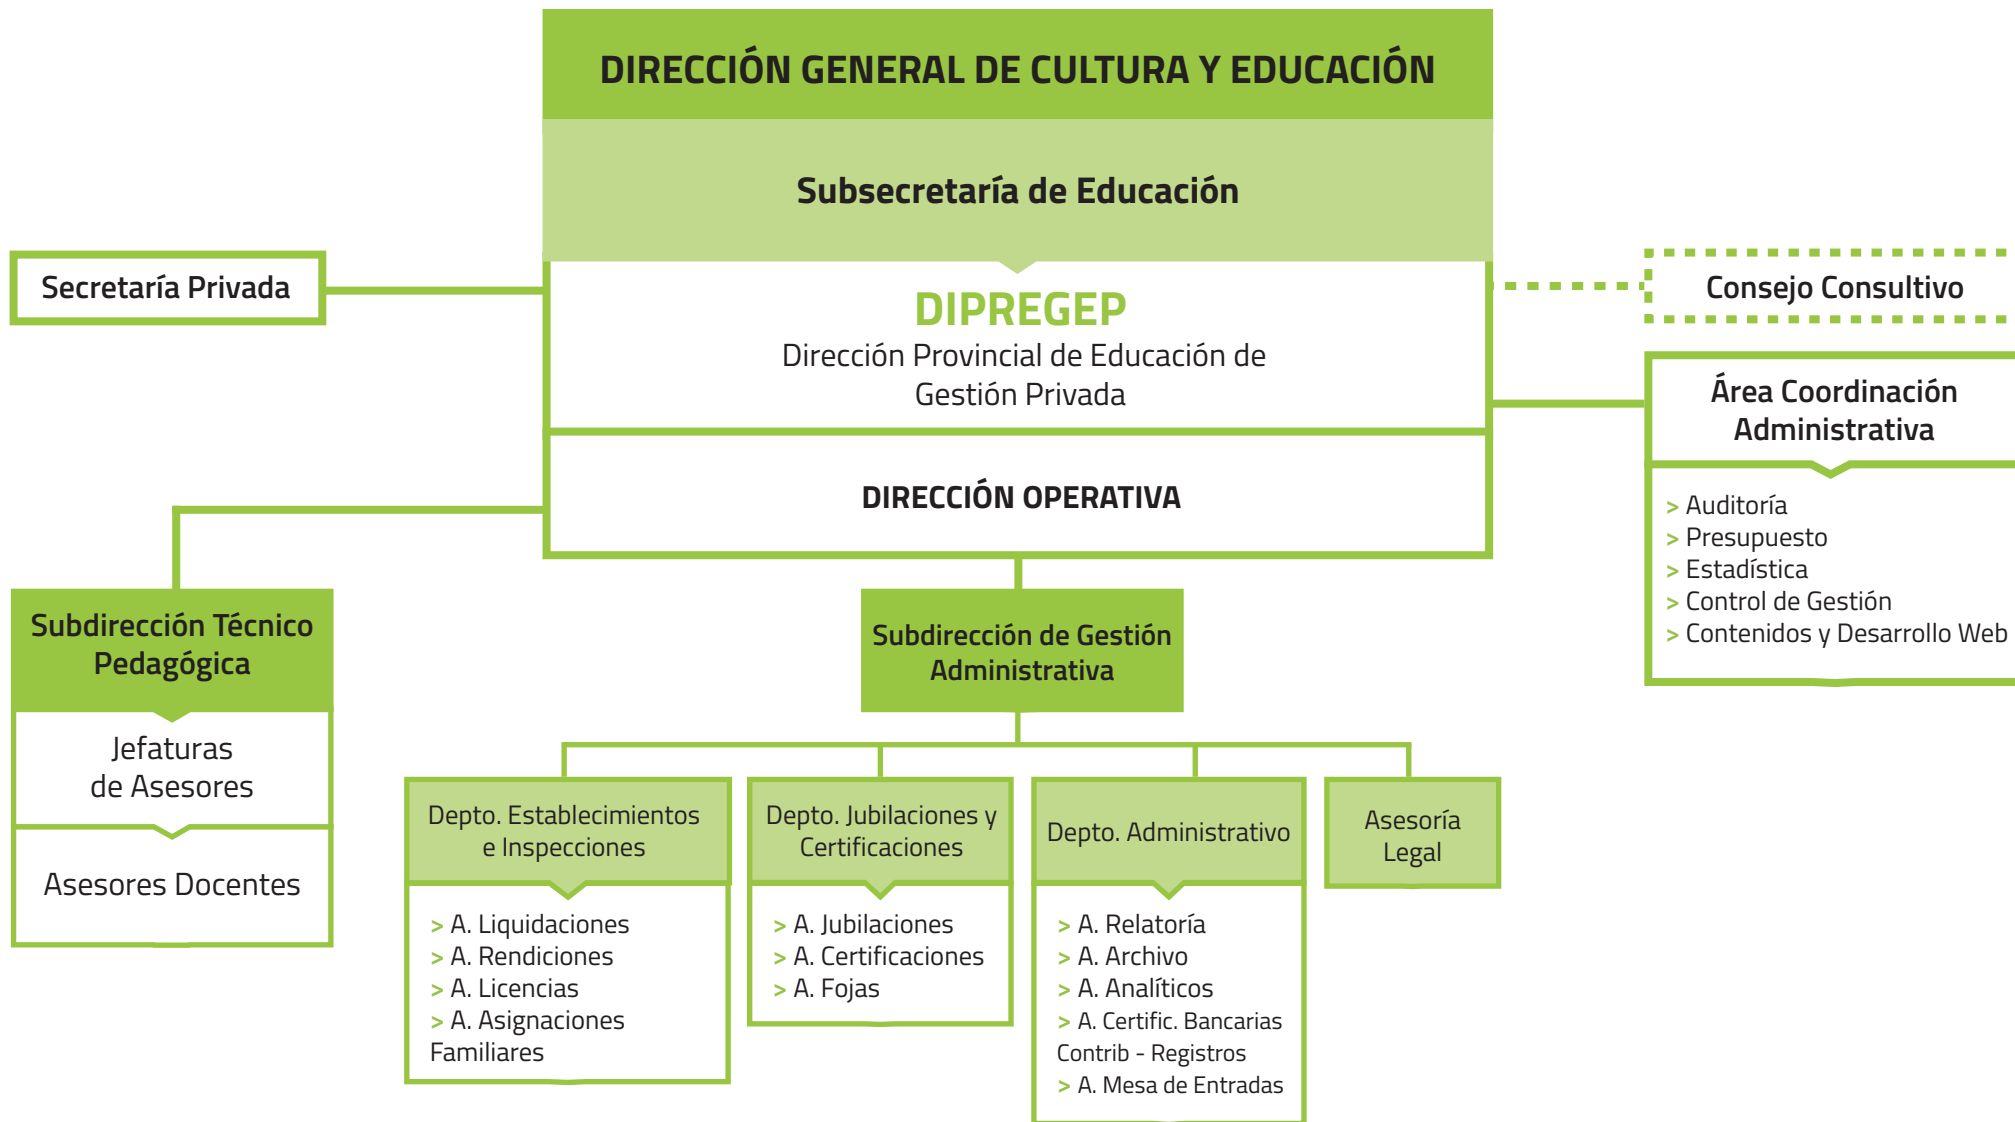 DIRECCIÓN GENERAL DE CULTURA Y EDUCACIÓN
Subsecretaría de Educación
Secretaría Privada
DIPREGEP
Dirección Provincial de Educación de
Gestión Privada
Consejo Consultivo
Área Coordinación
Administrativa
> Auditoría
> Presupuesto
> Estadística
> Control de Gestión
> Contenidos y Desarrollo Web
DIRECCIÓN OPERATIVA
Subdirección Técnico
Pedagógica
Jefaturas
de Asesores
Asesores Docentes
Subdirección de Gestión
Administrativa
Depto. Establecimientos
e Inspecciones
> A. Liquidaciones
> A. Rendiciones
> A. Licencias
> A. Asignaciones
Familiares
Depto. Jubilaciones y
Certificaciones
> A. Jubilaciones
> A. Certificaciones
> A. Fojas
Depto. Administrativo
> A. Relatoría
> A. Archivo
> A. Analíticos
> A. Certific. Bancarias
Contrib - Registros
> A. Mesa de Entradas
Asesoría
Legal